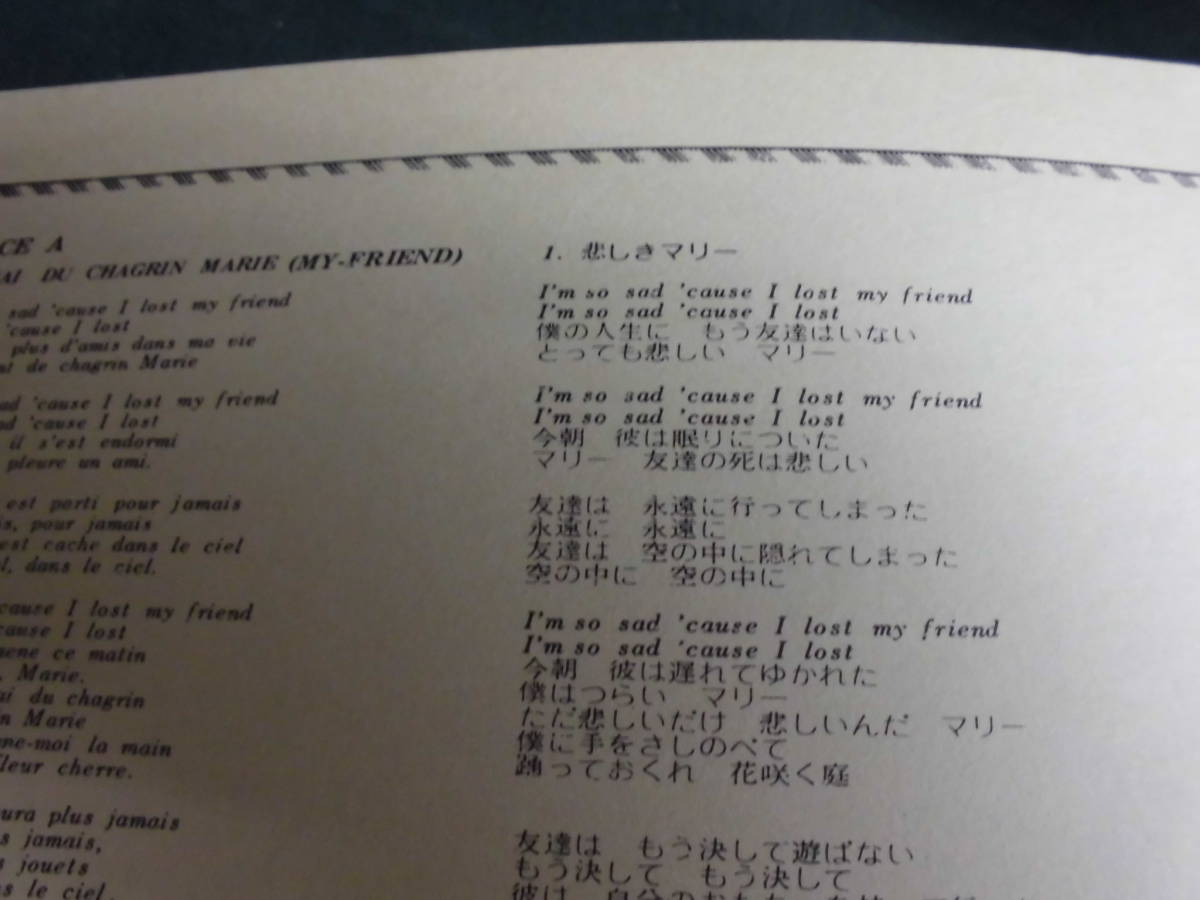 CE A
AI DU CHAGRIN MARIE (MY-FRIEND)
sad 'cause I lost my friend
'cause I lost
plus d'amis dans ma vie
de chagrin Marie
ad 'cause I lost my friend
ad 'cause I lost
il s'est endormi
pleure un ami.
est parti pour jamais
s, pour jamais
est cache dans le ciel
l, dans le ciel.
cause I lost my friend
cause I lost
ene ce matin
, Marie.
ai du chagrin
in Marie
ne-moi la main
fleur cherre.
ura plus jamais
s jamais,
s jouets
s le ciel.
1. 悲しきマリー
I'm so sad 'cause I lost my friend
I'm so sad 'cause I lost
僕の人生に もう友達はいない
とっても悲しい マリー
I'm so sad 'cause I lost my friend
I'm so sad 'cause I lost
今朝 彼は眠りについた
マリー 友達の死は悲しい
友達は 永遠に行ってしまった
永遠に 永遠に
友達は 空の中に隠れてしまった
空の中に 空の中に
I'm so sad 'cause I lost my friend
I'm so sad 'cause I lost
今朝 彼は遅れてゆかれた
僕はつらい マリー
ただ悲しいだけ 悲しいんだ マリー
僕に手をさしのべて
踊っておくれ 花咲く庭
友達は もう決して遊ばない
もう決して もう決して
彼は 自分のおもちゃ